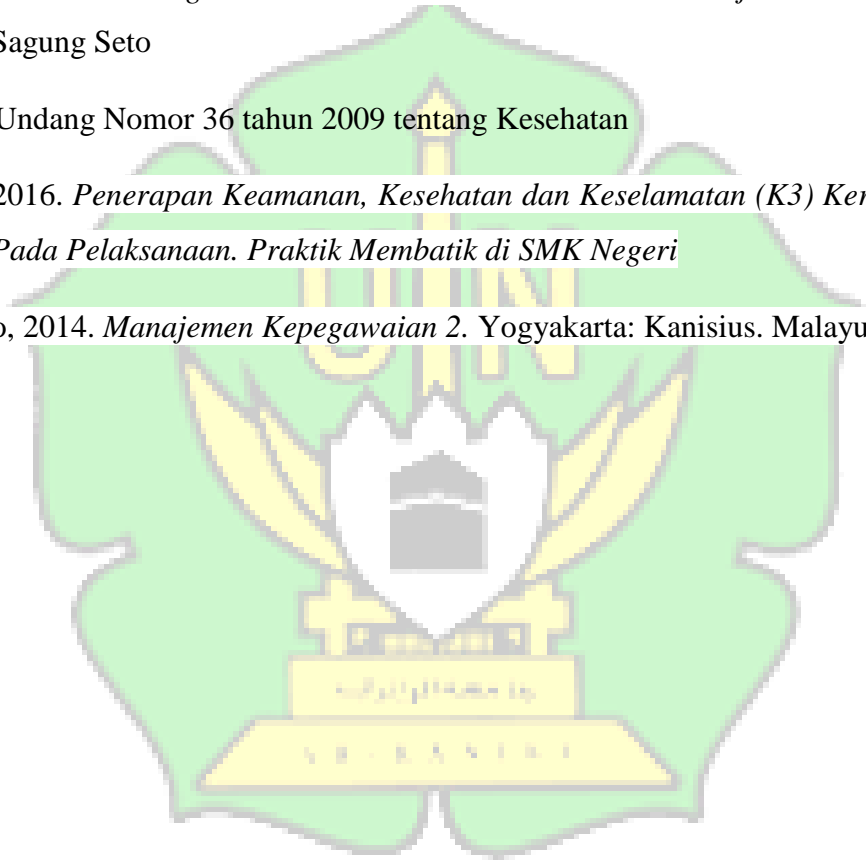 Sagung Seto
Undang Nomor 36 tahun 2009 tentang Kesehatan
2016. Penerapan Keamanan, Kesehatan dan Keselamatan (K3) Ker
Pada Pelaksanaan. Praktik Membatik di SMK Negeri
UIN
o, 2014. Manajemen Kepegawaian 2. Yogyakarta: Kanisius. Malayu